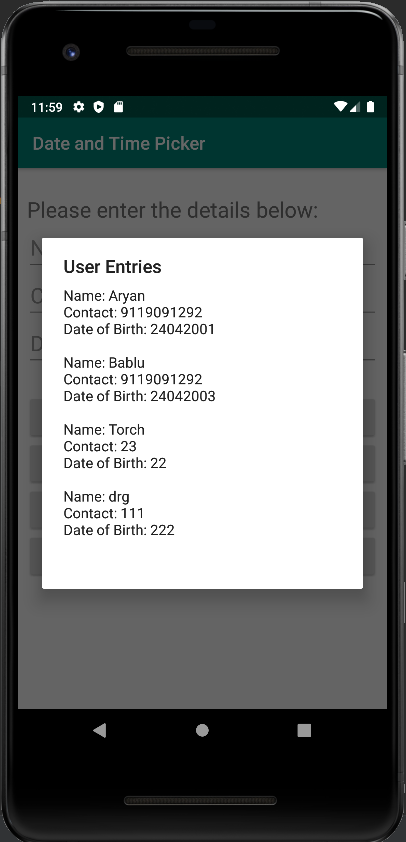 11:59
Date and Time Picker
Please enter the details below:
N
C
D
User Entries
Name: Aryan
Contact: 9119091292
Date of Birth: 24042001
Name: Bablu
Contact: 9119091292
Date of Birth: 24042003
Name: Torch
Contact: 23
Date of Birth: 22
Name: drg
Contact: 111
Date of Birth: 222